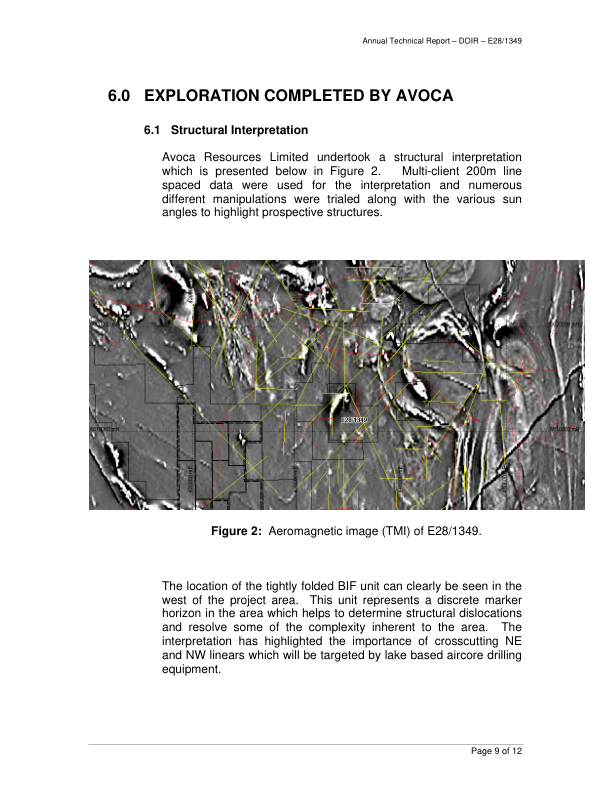 Annual Technical Report – DOIR – E28/1349
6.0 EXPLORATION COMPLETED BY AVOCA
6.1 Structural Interpretation
Avoca Resources Limited undertook a structural interpretation
which is presented below in Figure 2. Multi-client 200m line
spaced data were used for the interpretation and numerous
different manipulations were trialed along with the various sun
angles to highlight prospective structures.
E28/1349
Figure 2: Aeromagnetic image (TMI) of E28/1349.
The location of the tightly folded BIF unit can clearly be seen in the
west of the project area. This unit represents a discrete marker
horizon in the area which helps to determine structural dislocations
and resolve some of the complexity inherent to the area. The
interpretation has highlighted the importance of crosscutting NE
and NW linears which will be targeted by lake based aircore drilling
equipment.
Page 9 of 12